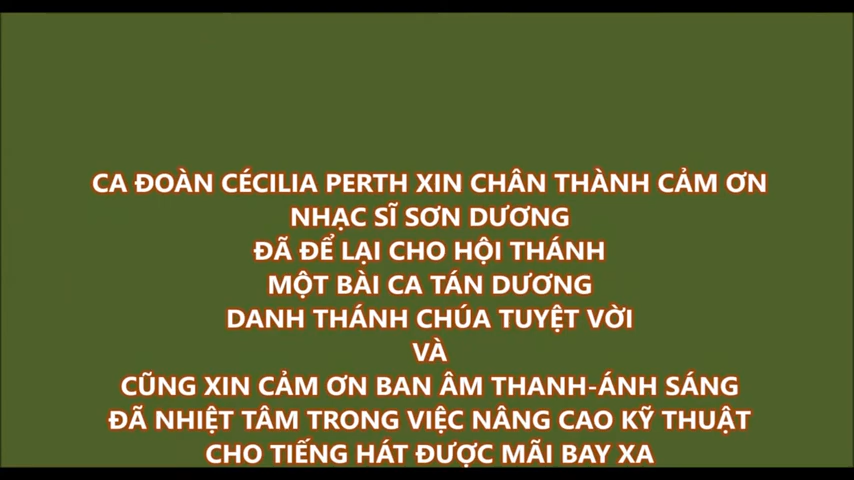 CA ĐOÀN CÉCILIA PERTH XIN CHÂN THÀNH CẢM ƠN
NHẠC SĨ SƠN DƯƠNG
ĐÃ ĐỂ LẠI CHO HỘI THÁNH
MỘT BÀI CA TÁN DƯƠNG
DANH THÁNH CHÚA TUYỆT VỜI
VÀ
CŨNG XIN CẢM ƠN BAN ÂM THANH-ÁNH SÁNG
ĐÃ NHIỆT TÂM TRONG VIỆC NÂNG CAO KỸ THUẬT
CHO TIẾNG HÁT ĐƯỢC MÃI BAY XA